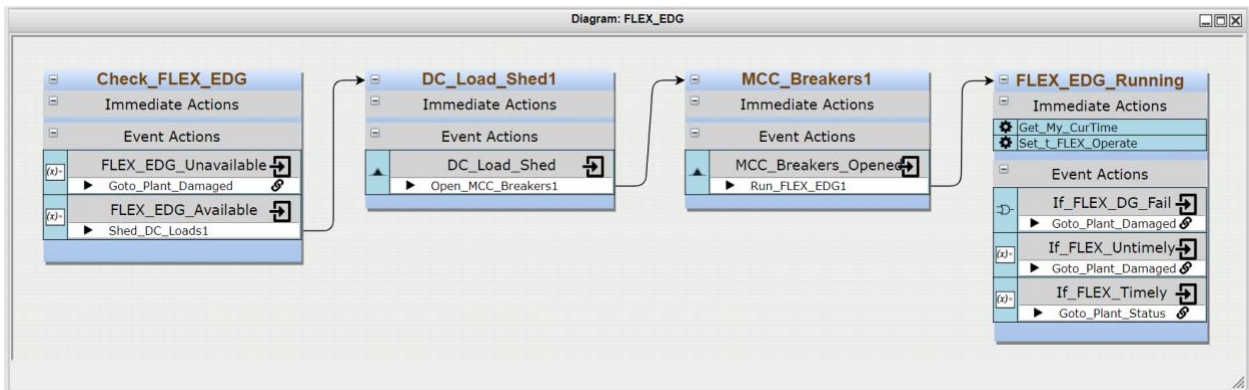 Diagram: FLEX_EDG
Check_FLEX_EDG
Immediate Actions
Event Actions
(x)=
FLEX_EDG_Unavailable
Goto_Plant_Damaged
(x)=
FLEX_EDG_Available
Shed_DC_Loads1
DC_Load_Shed1
Immediate Actions
Event Actions
DC_Load_Shed
Open_MCC_Breakers1
MCC_Breakers1
Immediate Actions
Event Actions
MCC_Breakers_Opened
Run_FLEX_EDG1
FLEX_EDG_Running
Immediate Actions
Get_My_CurTime
Set_t_FLEX_Operate
Event Actions
If_FLEX_DG_Fail
Goto_Plant_Damaged
(x)=
If_FLEX_Untimely
Goto_Plant_Damaged
(x)=
If_FLEX_Timely
Goto_Plant_Status